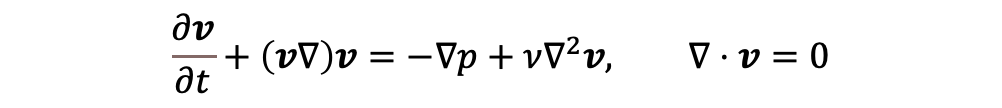 ∂𝒗/∂t + (𝒗∇)𝒗 = −∇p + ν∇²𝒗, ∇ · 𝒗 = 0